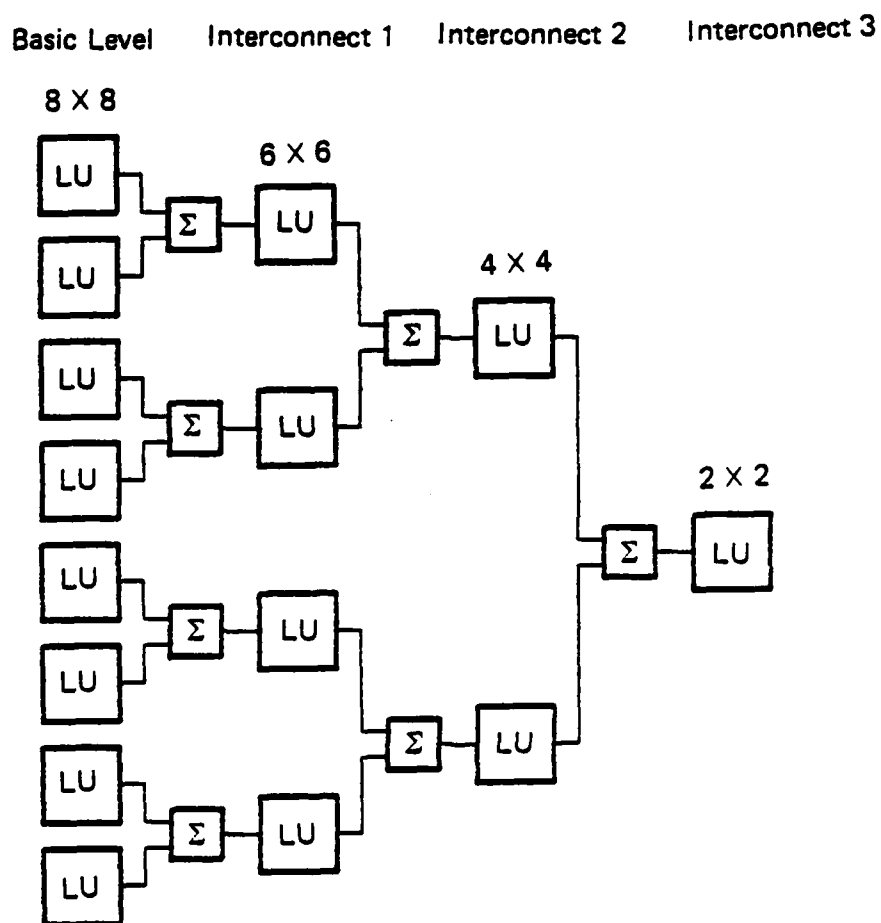 Basic Level Interconnect 1 Interconnect 2 Interconnect 3
8 X 8
6 X 6
LU
Σ LU
LU
4 X 4
LU
Σ LU
Σ LU
LU
2 X 2
LU
Σ LU
LU
Σ LU
LU
Σ LU
LU
Σ LU
LU